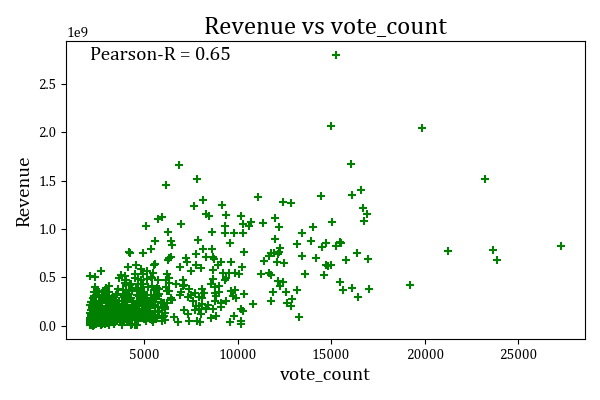 Revenue vs vote_count
1e9
Pearson-R = 0.65
2.5
2.0
1.5
1.0
0.5
0.0
Revenue
5000 10000 15000 20000 25000
vote_count